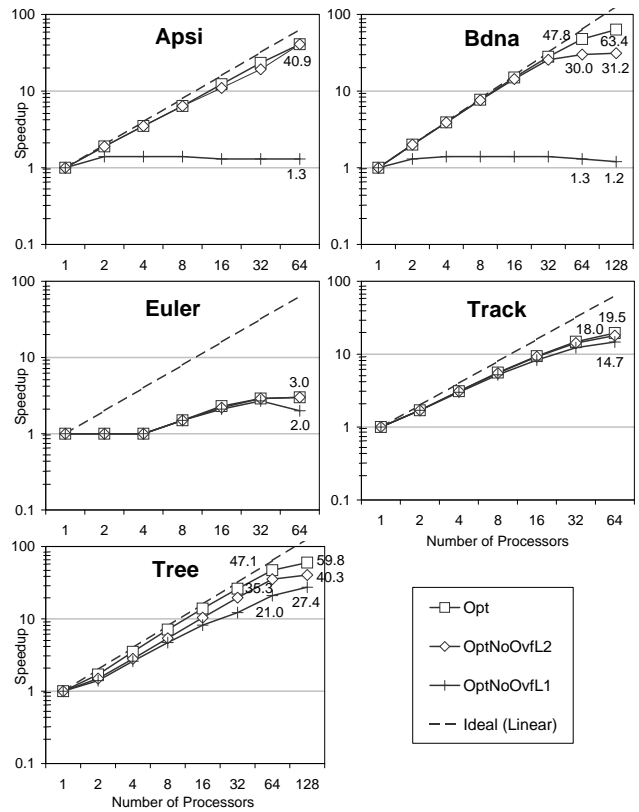 Apsi
Speedup
100
10
1
0.1
40.9
1.3
1 2 4 8 16 32 64
Bdna
Speedup
100
10
1
0.1
47.8
63.4
30.0
31.2
1.3
1.2
1 2 4 8 16 32 64 128
Euler
Speedup
100
10
1
0.1
3.0
2.0
1 2 4 8 16 32 64
Track
Speedup
100
10
1
0.1
19.5
18.0
14.7
1 2 4 8 16 32 64
Number of Processors
Tree
Speedup
100
10
1
0.1
47.1
59.8
35.3
40.3
21.0
27.4
1 2 4 8 16 32 64 128
Number of Processors
Opt
OptNoOvfL2
OptNoOvfL1
Ideal (Linear)